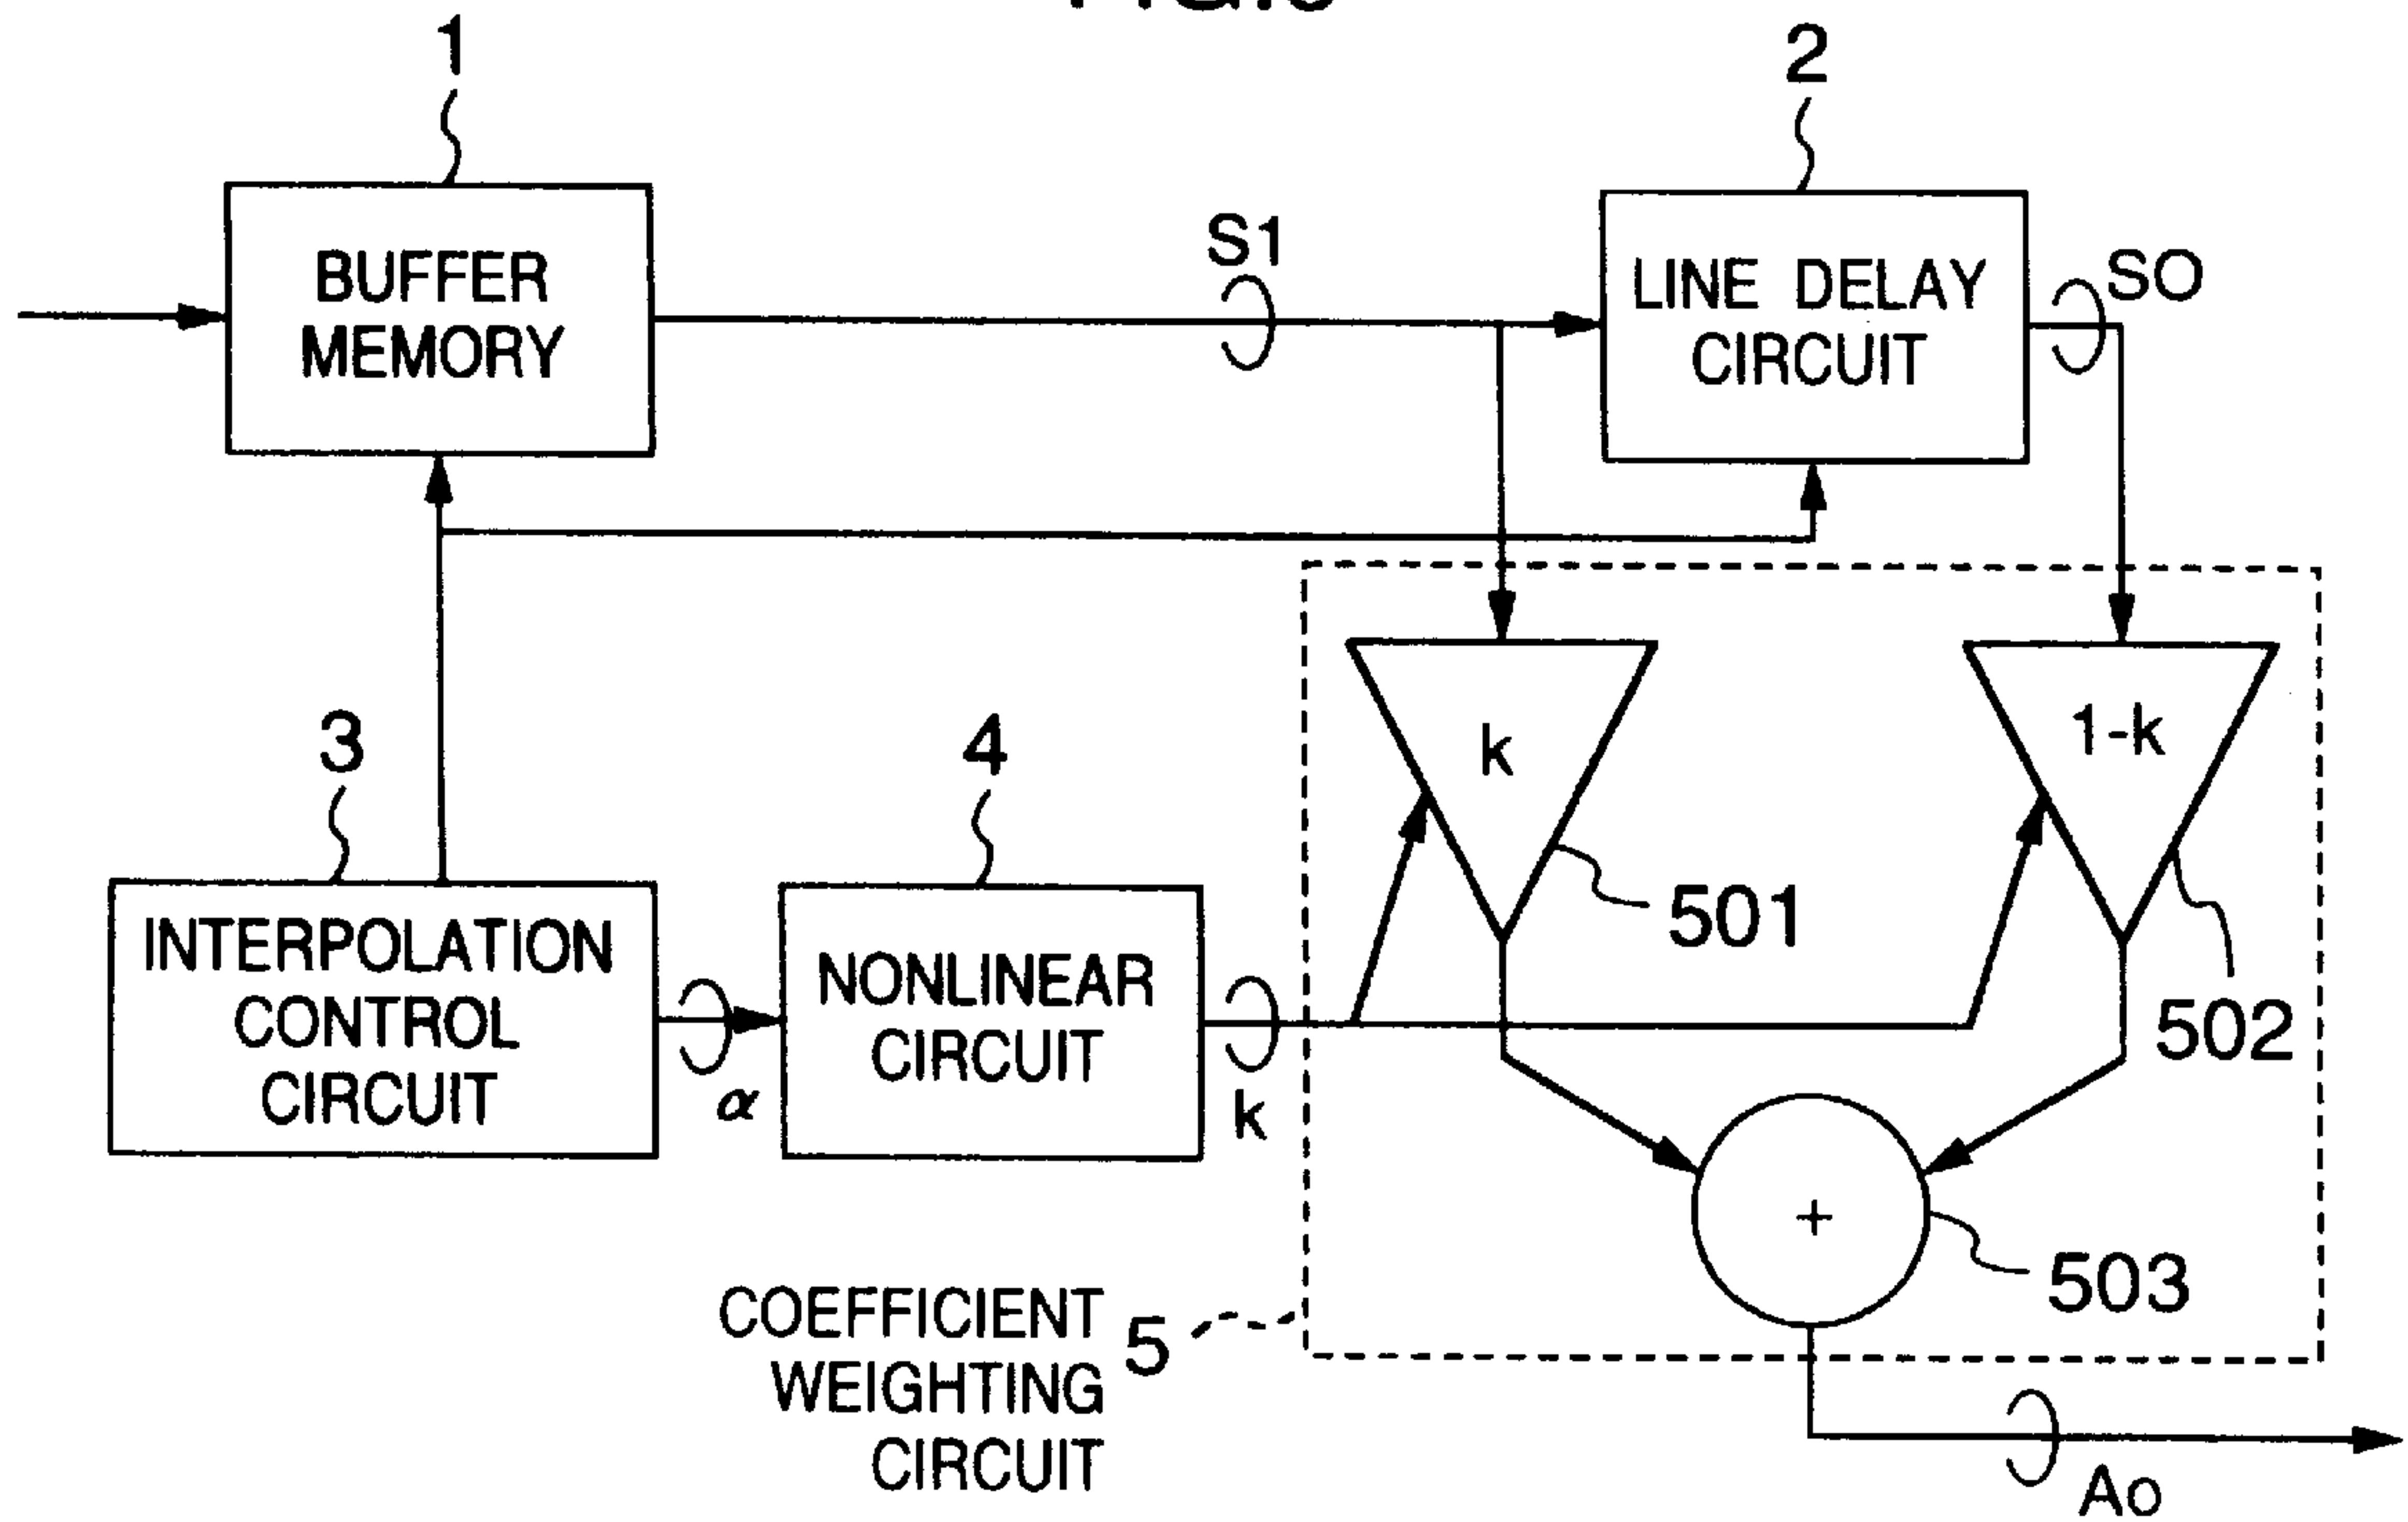 1
2
BUFFER
MEMORY
S1
LINE DELAY
CIRCUIT
SO
3
4
k
1-k
501
502
INTERPOLATION
CONTROL
CIRCUIT
α
NONLINEAR
CIRCUIT
k
+
503
COEFFICIENT
WEIGHTING
CIRCUIT
5
Ao